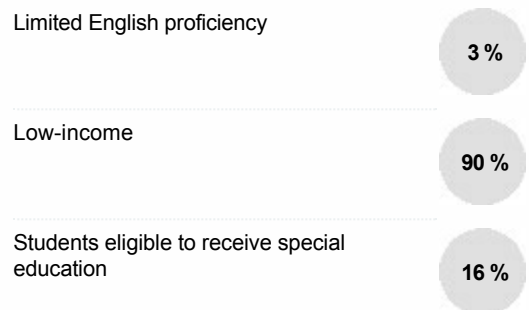 Limited English proficiency
3 %
Low-income
90 %
Students eligible to receive special
education
16 %